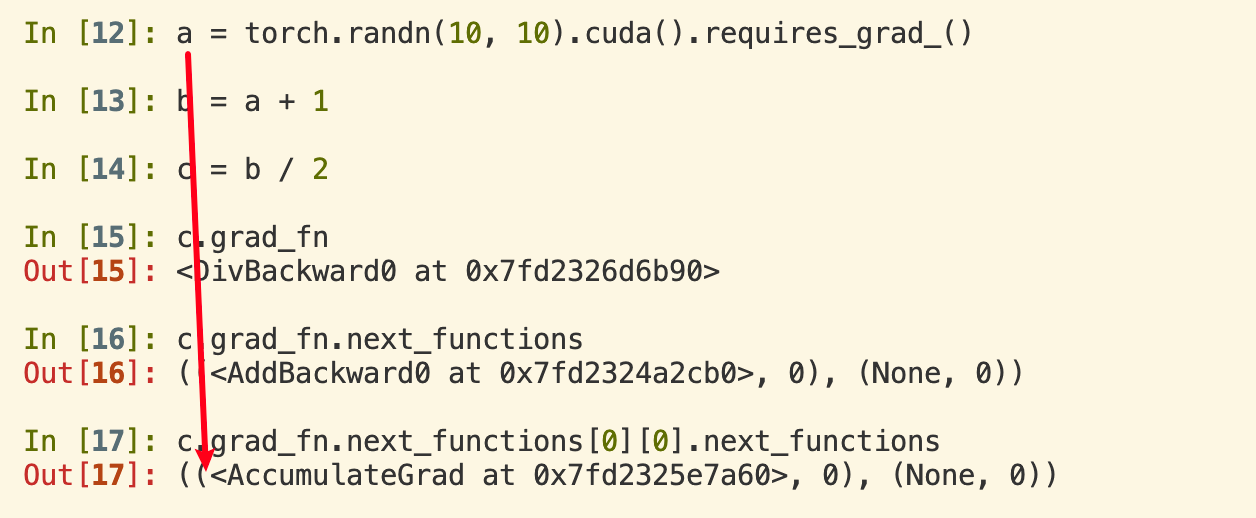 In [12]: a = torch.randn(10, 10).cuda().requires_grad_()
In [13]: b = a + 1
In [14]: c = b / 2
In [15]: c.grad_fn
Out[15]: <DivBackward0 at 0x7fd2326d6b90>
In [16]: c.grad_fn.next_functions
Out[16]: ((<AddBackward0 at 0x7fd2324a2cb0>, 0), (None, 0))
In [17]: c.grad_fn.next_functions[0][0].next_functions
Out[17]: ((<AccumulateGrad at 0x7fd2325e7a60>, 0), (None, 0))